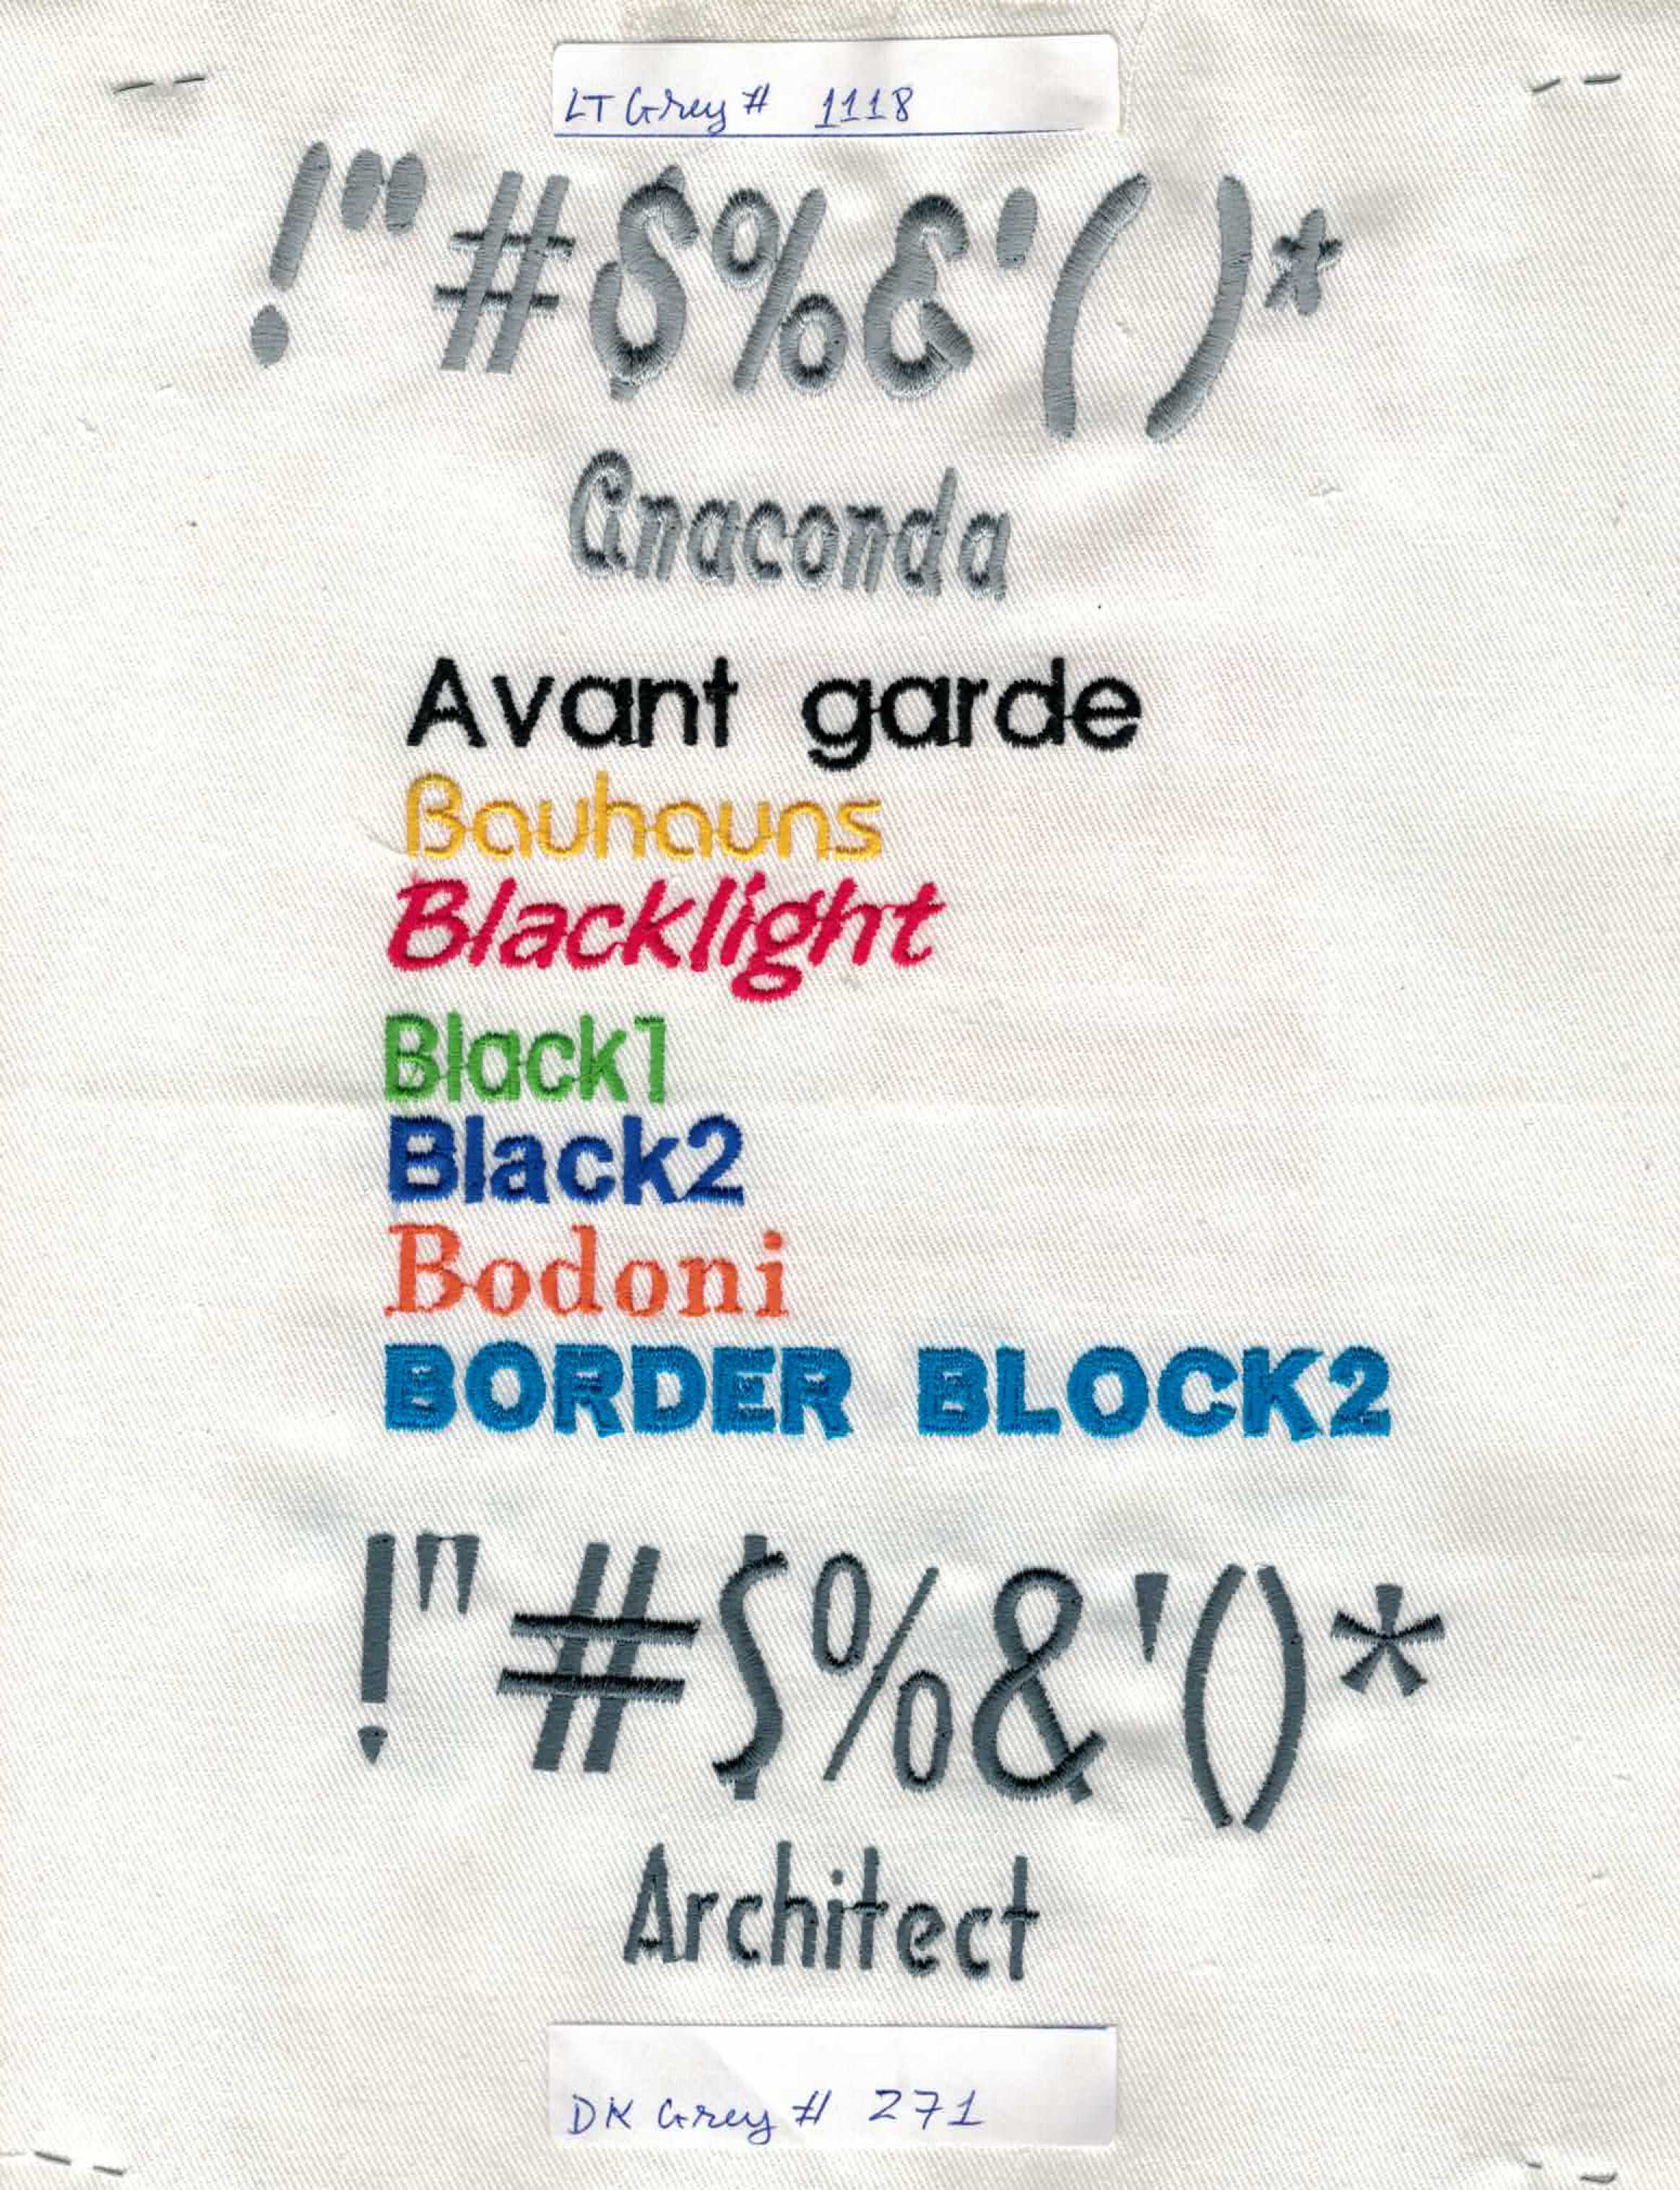 LT Grey # 1118
!"#$%&'()*
Anaconda
Avant garde
Bauhauns
Blacklight
Black1
Black2
Bodoni
BORDER BLOCK2
!"#$%&'()*
Architect
DK Grey # 271